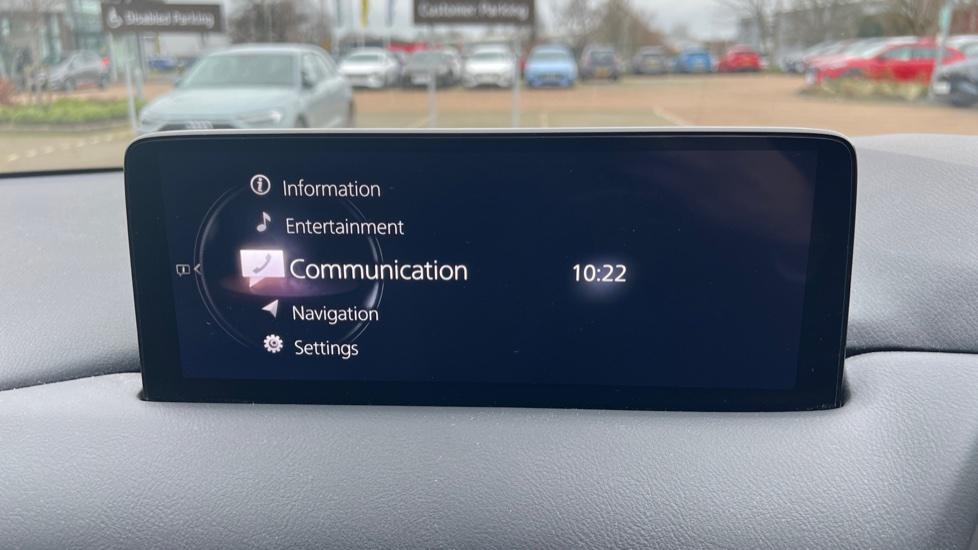 Disabled Parking
Customer Parking
Information
Entertainment
Communication
10:22
Navigation
Settings